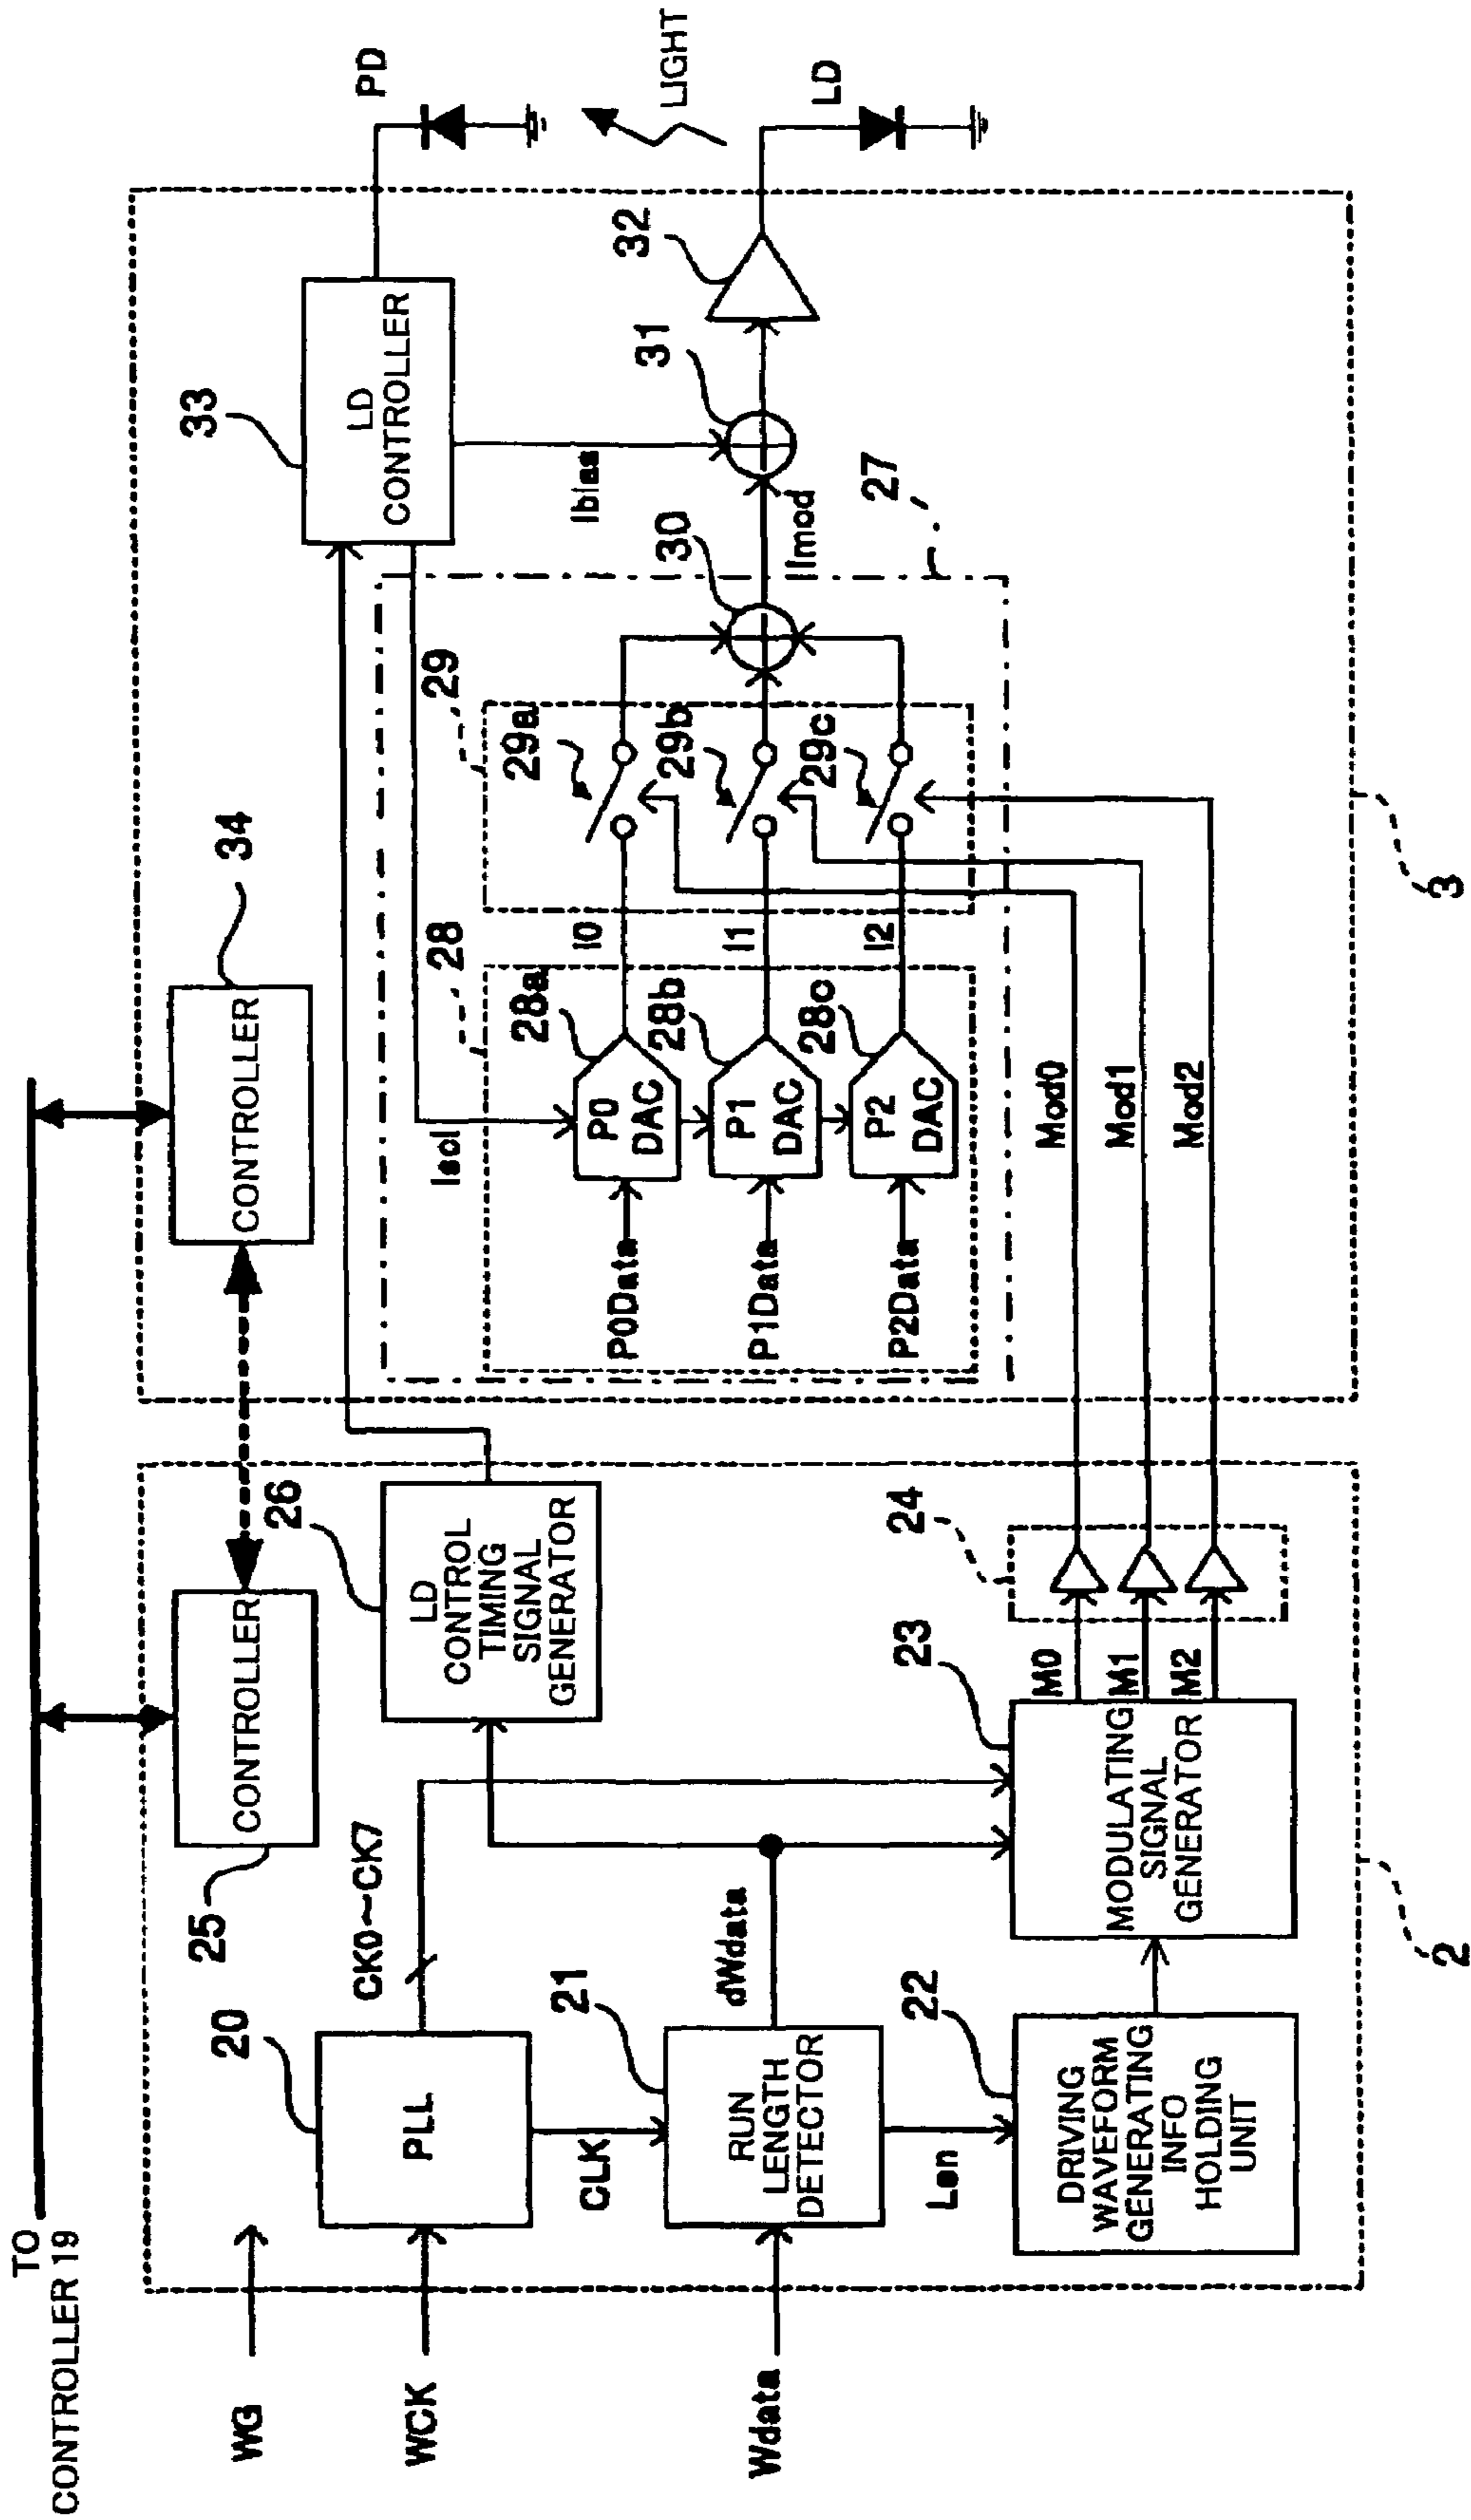 TO
CONTROLLER 19
WG
WCK
Wdata
20
PLL
CLK
CK0~CK7
21
RUN
LENGTH
DETECTOR
dWdata
Len
22
DRIVING
WAVEFORM
GENERATING
INFO
HOLDING
UNIT
25
CONTROLLER
26
LD
CONTROL
TIMING
SIGNAL
GENERATOR
23
MODULATING
SIGNAL
GENERATOR
M0
M1
M2
24
2
34
CONTROLLER
33
LD
CONTROLLER
PD
LIGHT
LD
32
31
Ibias
30
Imod
27
Iscl
28
28a
P0
DAC
28b
P1
DAC
28c
P2
DAC
P0Data
P1Data
P2Data
I0
I1
I2
29
29a
29b
29c
Mod0
Mod1
Mod2
3